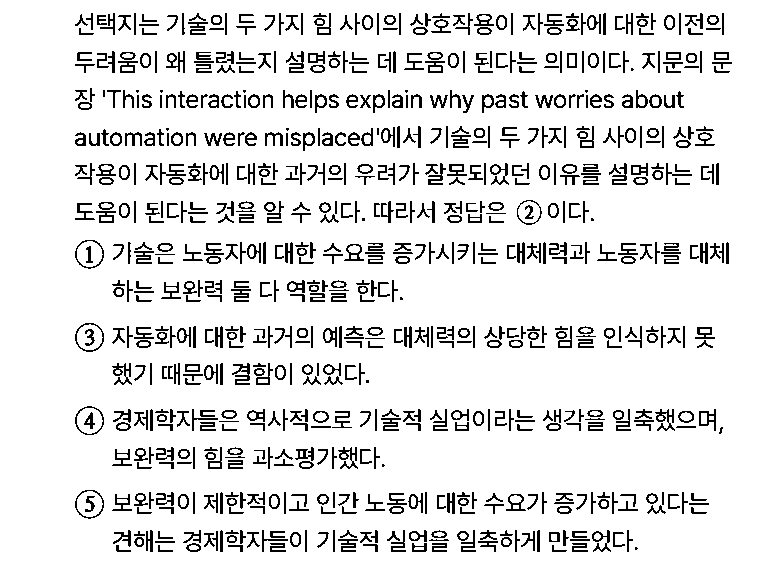 선택지는 기술의 두 가지 힘 사이의 상호작용이 자동화에 대한 이전의
두려움이 왜 틀렸는지 설명하는 데 도움이 된다는 의미이다. 지문의 문
장 'This interaction helps explain why past worries about
automation were misplaced'에서 기술의 두 가지 힘 사이의 상호
작용이 자동화에 대한 과거의 우려가 잘못되었던 이유를 설명하는 데
도움이 된다는 것을 알 수 있다. 따라서 정답은 ②이다.
① 기술은 노동자에 대한 수요를 증가시키는 대체력과 노동자를 대체
하는 보완력 둘 다 역할을 한다.
③ 자동화에 대한 과거의 예측은 대체력의 상당한 힘을 인식하지 못
했기 때문에 결함이 있었다.
④ 경제학자들은 역사적으로 기술적 실업이라는 생각을 일축했으며,
보완력의 힘을 과소평가했다.
⑤ 보완력이 제한적이고 인간 노동에 대한 수요가 증가하고 있다는
견해는 경제학자들이 기술적 실업을 일축하게 만들었다.